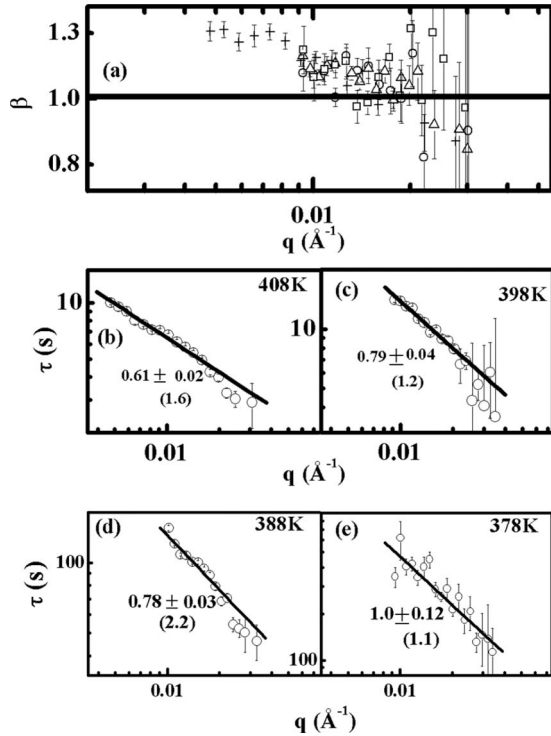 1.3
(a)
β
1.0
0.8
0.01
q (Å⁻¹)
408K
(c)
398K
10
10
τ (s)
(b)
0.61 ± 0.02
(1.6)
0.79 ± 0.04
(1.2)
0.01
0.01
q (Å⁻¹)
(d)
388K
(e)
378K
100
τ (s)
0.78 ± 0.03
(2.2)
1.0 ± 0.12
(1.1)
100
0.01
0.01
q (Å⁻¹)